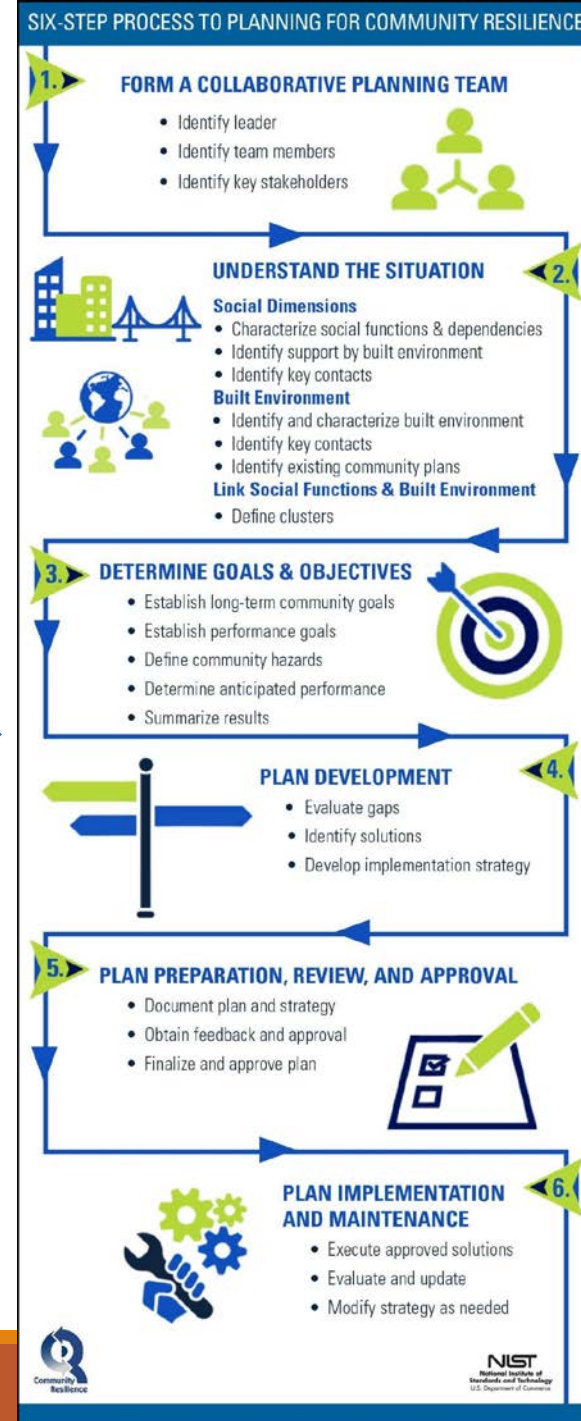 SIX-STEP PROCESS TO PLANNING FOR COMMUNITY RESILIENCE
1.
FORM A COLLABORATIVE PLANNING TEAM
• Identify leader
• Identify team members
• Identify key stakeholders
2.
UNDERSTAND THE SITUATION
Social Dimensions
• Characterize social functions & dependencies
• Identify support by built environment
• Identify key contacts
Built Environment
• Identify and characterize built environment
• Identify key contacts
• Identify existing community plans
Link Social Functions & Built Environment
• Define clusters
3.
DETERMINE GOALS & OBJECTIVES
• Establish long-term community goals
• Establish performance goals
• Define community hazards
• Determine anticipated performance
• Summarize results
4.
PLAN DEVELOPMENT
• Evaluate gaps
• Identify solutions
• Develop implementation strategy
5.
PLAN PREPARATION, REVIEW, AND APPROVAL
• Document plan and strategy
• Obtain feedback and approval
• Finalize and approve plan
6.
PLAN IMPLEMENTATION
AND MAINTENANCE
• Execute approved solutions
• Evaluate and update
• Modify strategy as needed
Community
Resilience
NIST
National Institute of
Standards and Technology
U.S. Department of Commerce